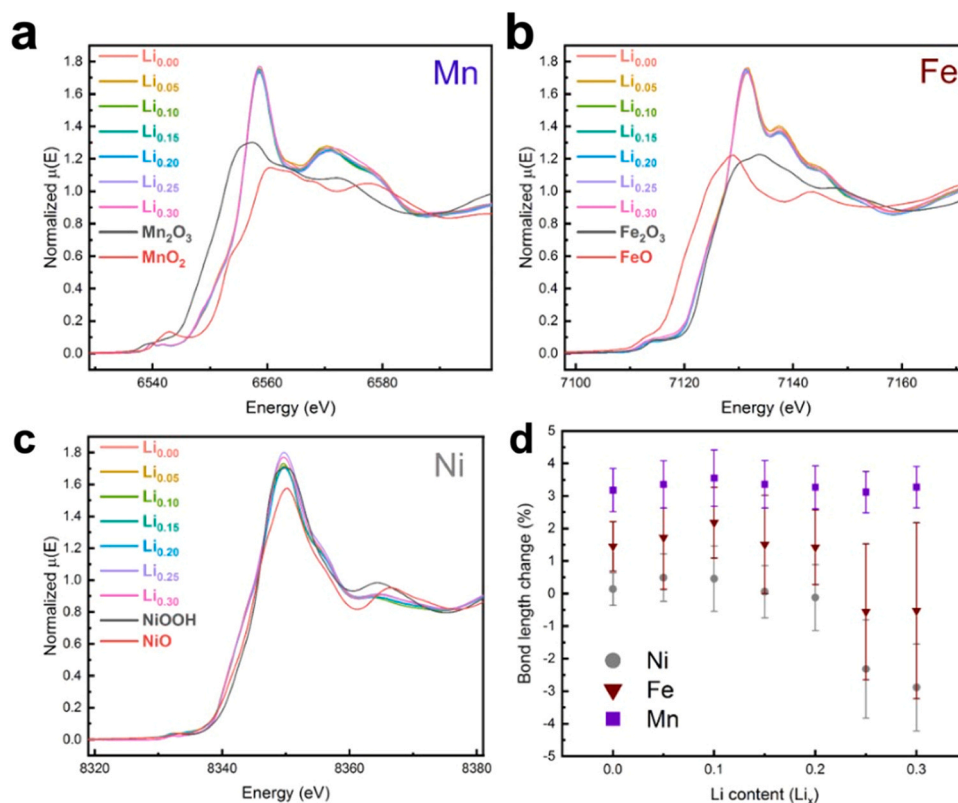 a
Mn
Li0.00
Li0.05
Li0.10
Li0.15
Li0.20
Li0.25
Li0.30
Mn2O3
MnO2
Normalized μ(E)
1.8
1.6
1.4
1.2
1.0
0.8
0.6
0.4
0.2
0.0
6540
6560
6580
Energy (eV)
b
Fe
Li0.00
Li0.05
Li0.10
Li0.15
Li0.20
Li0.25
Li0.30
Fe2O3
FeO
Normalized μ(E)
1.8
1.6
1.4
1.2
1.0
0.8
0.6
0.4
0.2
0.0
7100
7120
7140
7160
Energy (eV)
c
Ni
Li0.00
Li0.05
Li0.10
Li0.15
Li0.20
Li0.25
Li0.30
NiOOH
NiO
Normalized μ(E)
1.8
1.6
1.4
1.2
1.0
0.8
0.6
0.4
0.2
0.0
8320
8340
8360
8380
Energy (eV)
d
Bond length change (%)
5
4
3
2
1
0
-1
-2
-3
-4
-5
Ni
Fe
Mn
0.0
0.1
0.2
0.3
Li content (Lix)